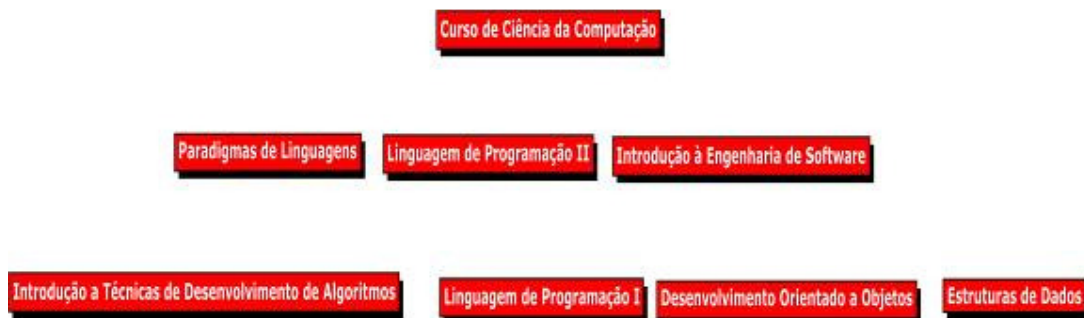 Curso de Ciência da Computação
Paradigmas de Linguagens
Linguagem de Programação II
Introdução à Engenharia de Software
Introdução a Técnicas de Desenvolvimento de Algoritmos
Linguagem de Programação I
Desenvolvimento Orientado a Objetos
Estruturas de Dados